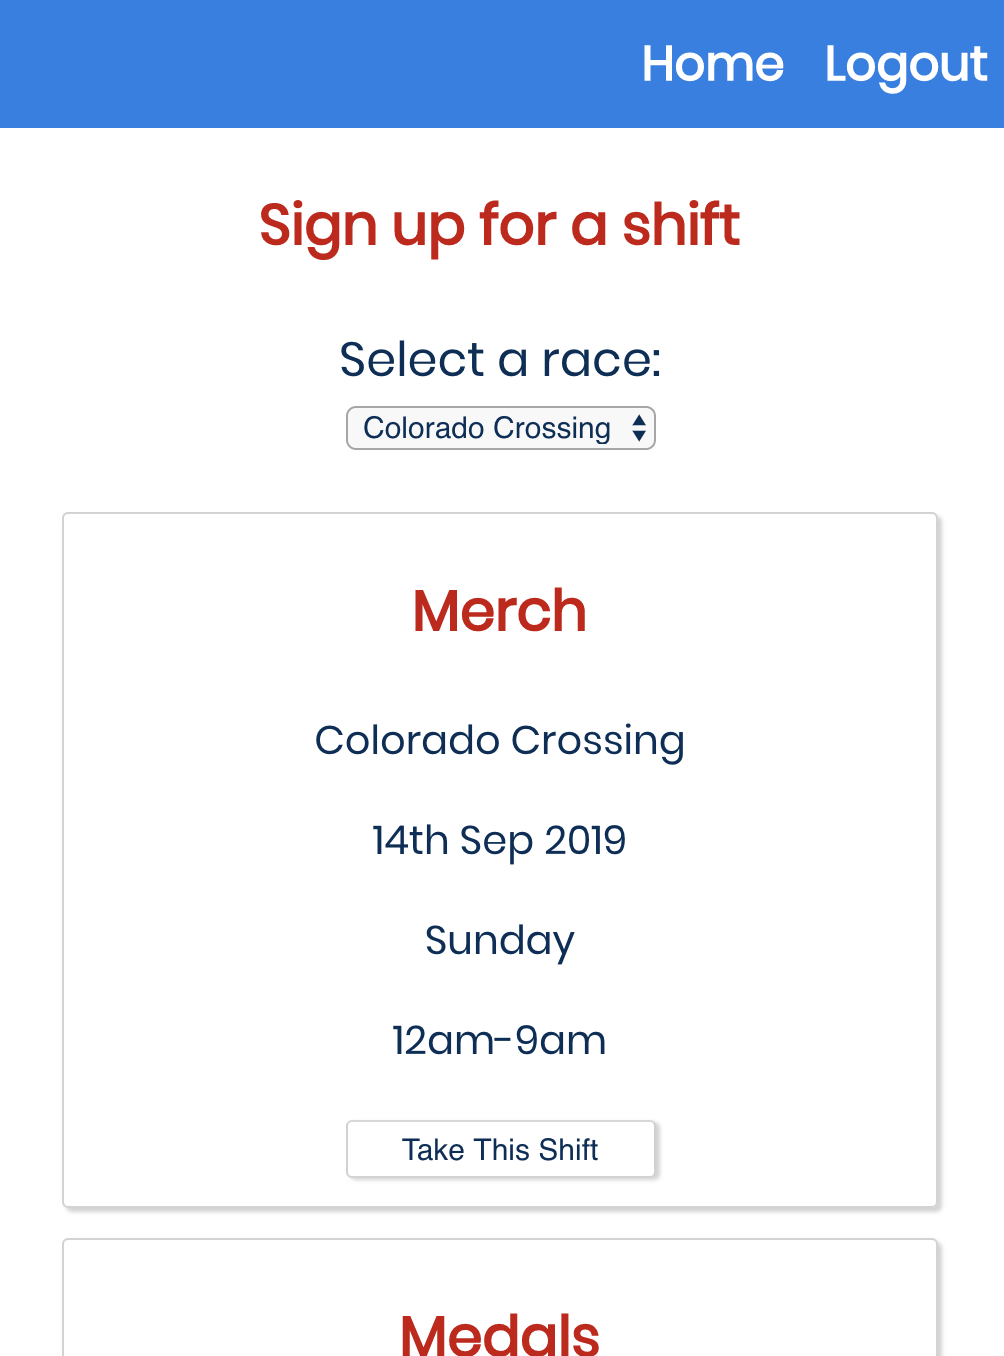 Home Logout
Sign up for a shift
Select a race:
Colorado Crossing
Merch
Colorado Crossing
14th Sep 2019
Sunday
12am-9am
Take This Shift
Medals